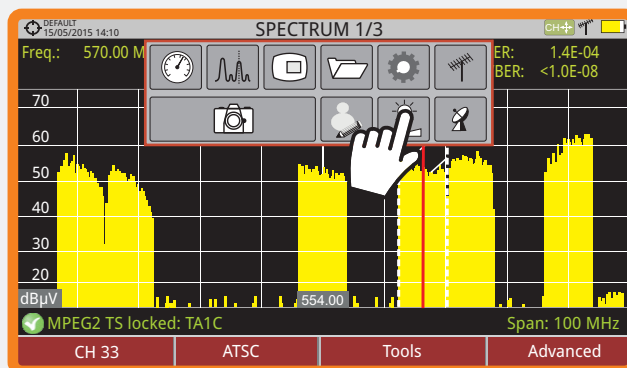 DEFAULT
15/05/2015 14:10
SPECTRUM 1/3
CH
Freq.: 570.00 M
ER: 1.4E-04
BER: <1.0E-08
70
60
50
40
30
20
dBµV
554.00
MPEG2 TS locked: TA1C
Span: 100 MHz
CH 33
ATSC
Tools
Advanced